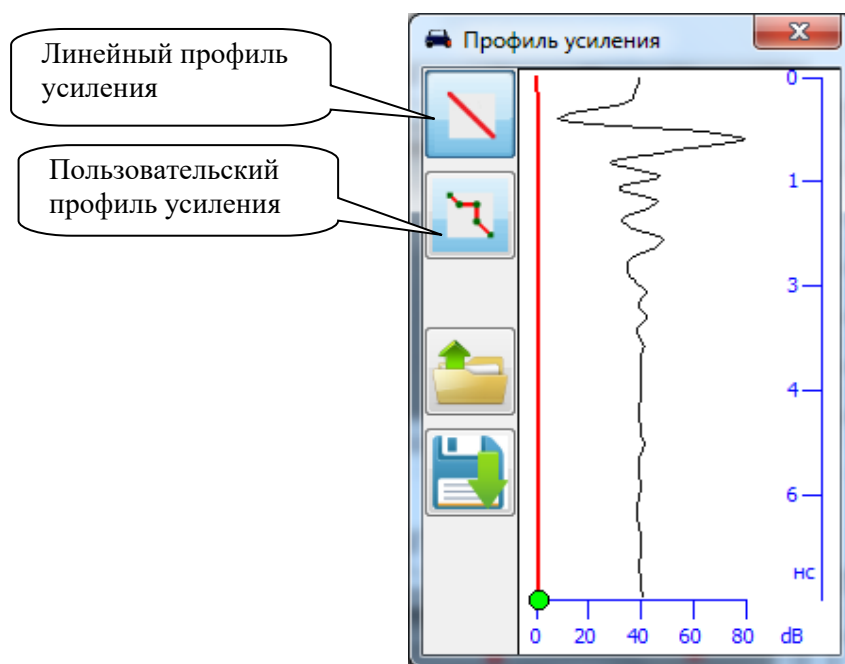 Линейный профиль
усиления
Пользовательский
профиль усиления
Профиль усиления
0
1
3
4
6
нс
0 20 40 60 80 dB